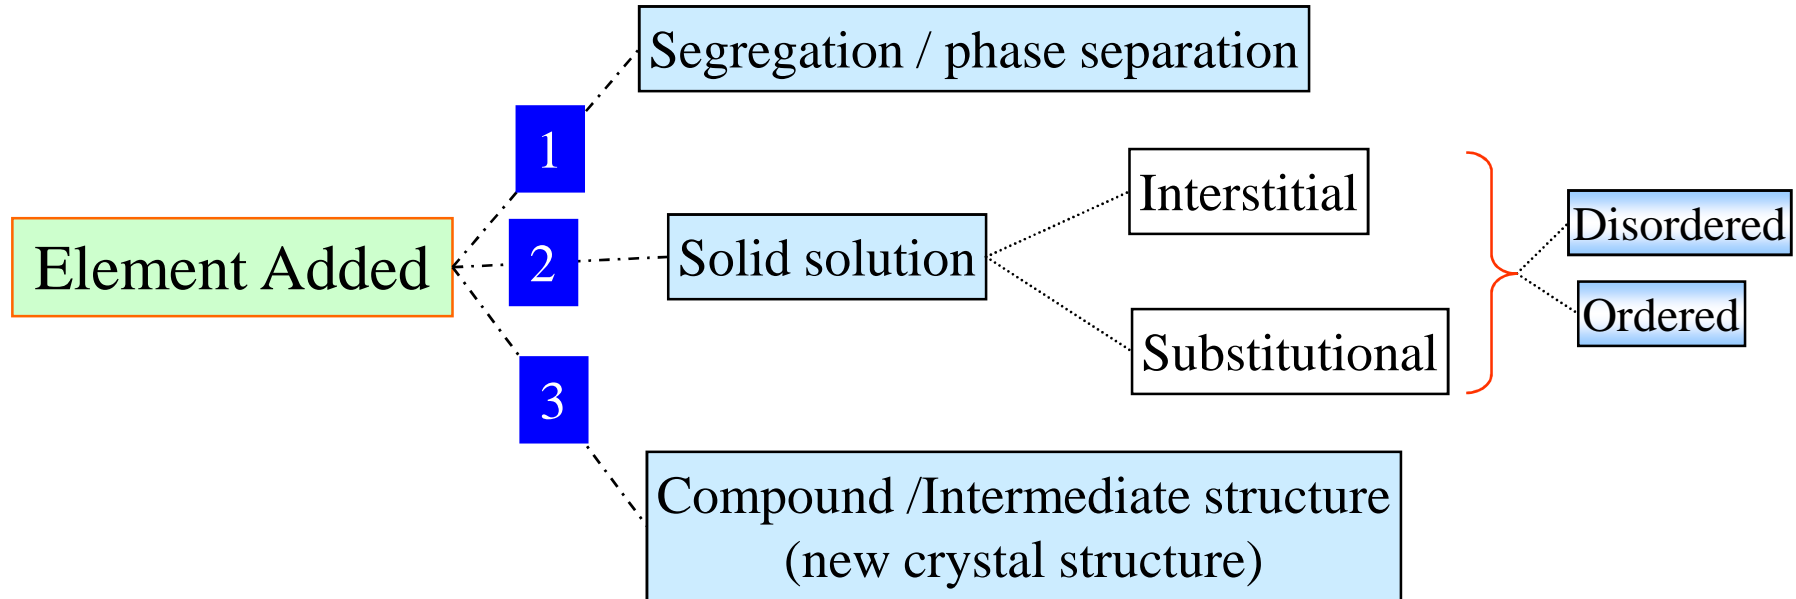 Segregation / phase separation
1
Interstitial
Disordered
Element Added
2
Solid solution
Ordered
Substitutional
3
Compound /Intermediate structure
(new crystal structure)